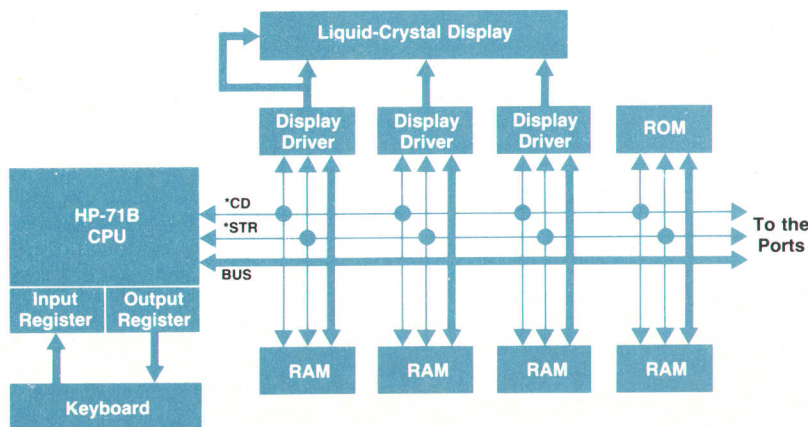 Liquid-Crystal Display
Display
Driver
Display
Driver
Display
Driver
ROM
HP-71B
CPU
*CD
*STR
BUS
To the
Ports
Input
Register
Output
Register
RAM
RAM
RAM
RAM
Keyboard